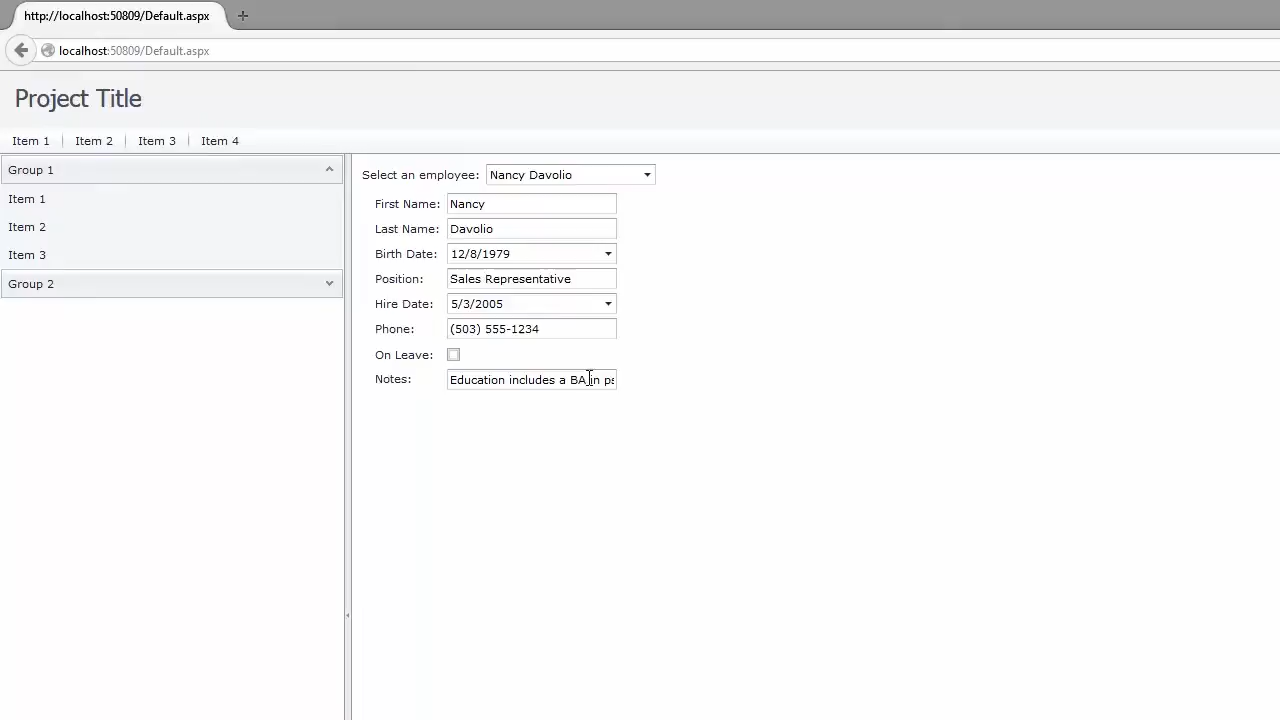 http://localhost:50809/Default.aspx
localhost:50809/Default.aspx
Project Title
Item 1 Item 2 Item 3 Item 4
Group 1
Item 1
Item 2
Item 3
Group 2
Select an employee: Nancy Davolio
First Name: Nancy
Last Name: Davolio
Birth Date: 12/8/1979
Position: Sales Representative
Hire Date: 5/3/2005
Phone: (503) 555-1234
On Leave:
Notes: Education includes a BA in